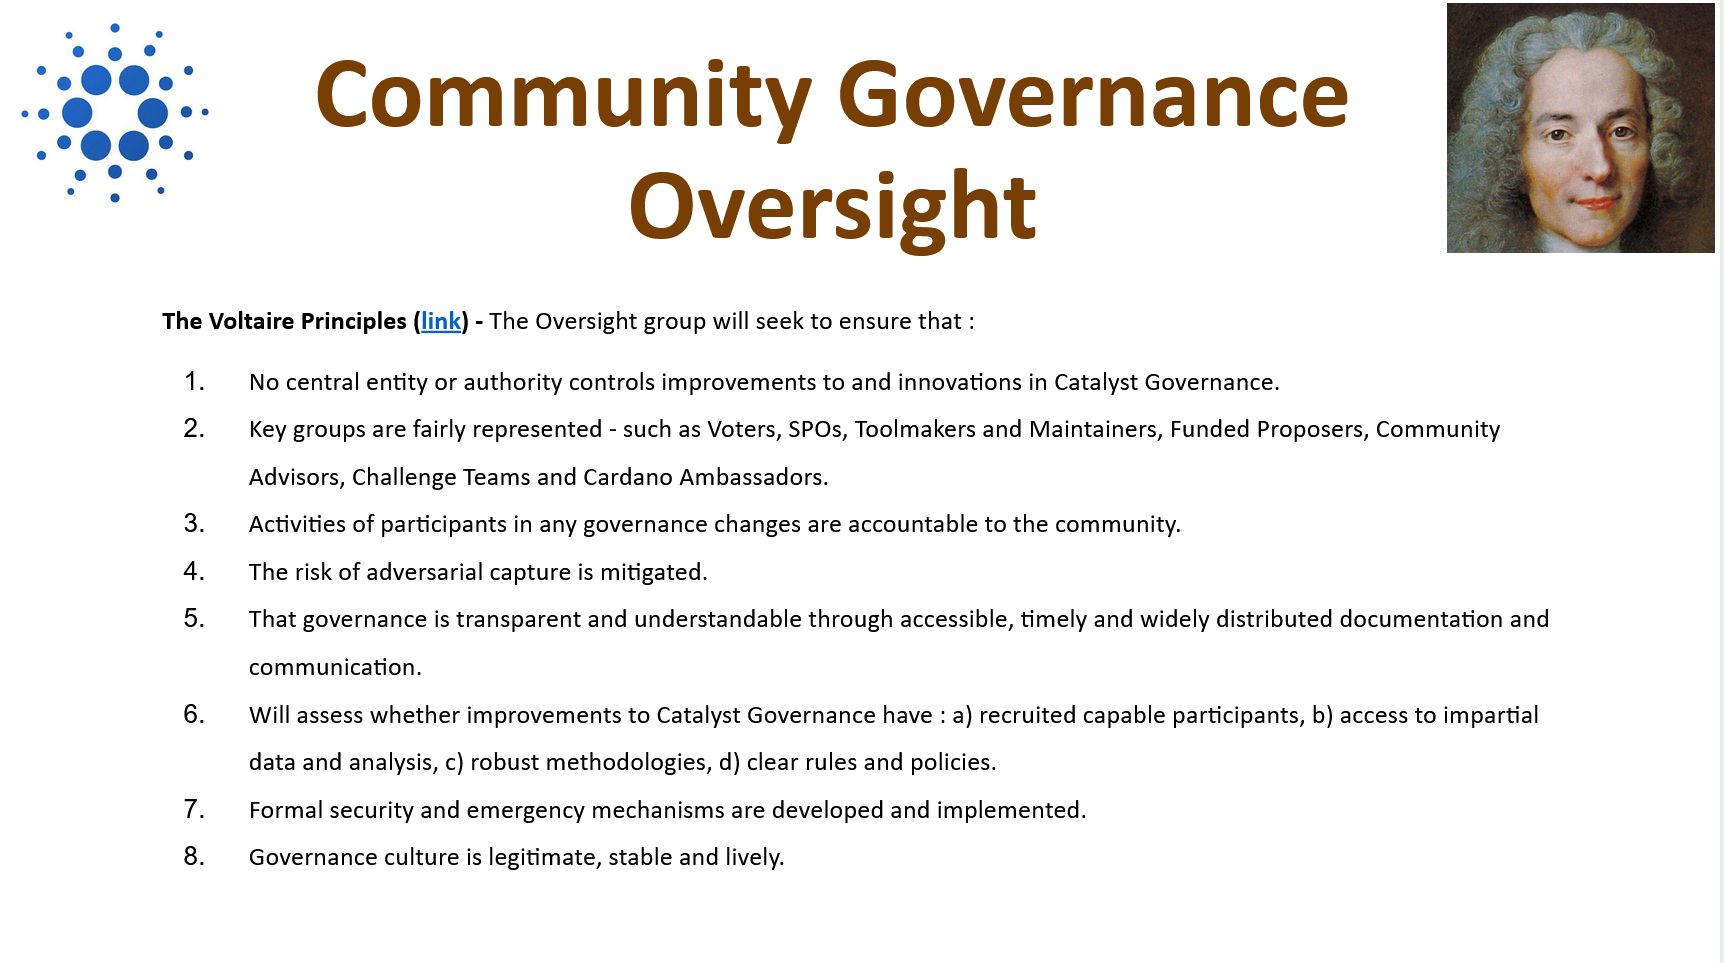 Community Governance
Oversight
The Voltaire Principles (link) - The Oversight group will seek to ensure that :
1. No central entity or authority controls improvements to and innovations in Catalyst Governance.
2. Key groups are fairly represented - such as Voters, SPOs, Toolmakers and Maintainers, Funded Proposers, Community
Advisors, Challenge Teams and Cardano Ambassadors.
3. Activities of participants in any governance changes are accountable to the community.
4. The risk of adversarial capture is mitigated.
5. That governance is transparent and understandable through accessible, timely and widely distributed documentation and
communication.
6. Will assess whether improvements to Catalyst Governance have : a) recruited capable participants, b) access to impartial
data and analysis, c) robust methodologies, d) clear rules and policies.
7. Formal security and emergency mechanisms are developed and implemented.
8. Governance culture is legitimate, stable and lively.